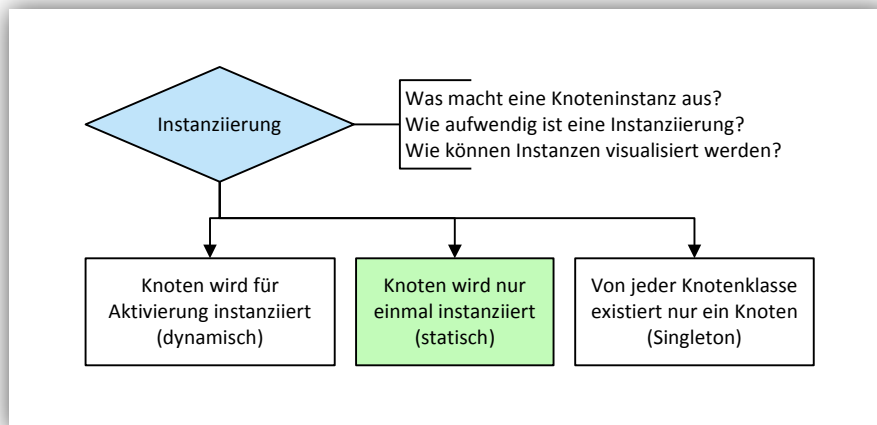 Instanziierung
Was macht eine Knoteninstanz aus?
Wie aufwendig ist eine Instanziierung?
Wie können Instanzen visualisiert werden?
Knoten wird für
Aktivierung instanziiert
(dynamisch)
Knoten wird nur
einmal instanziiert
(statisch)
Von jeder Knotenklasse
existiert nur ein Knoten
(Singleton)